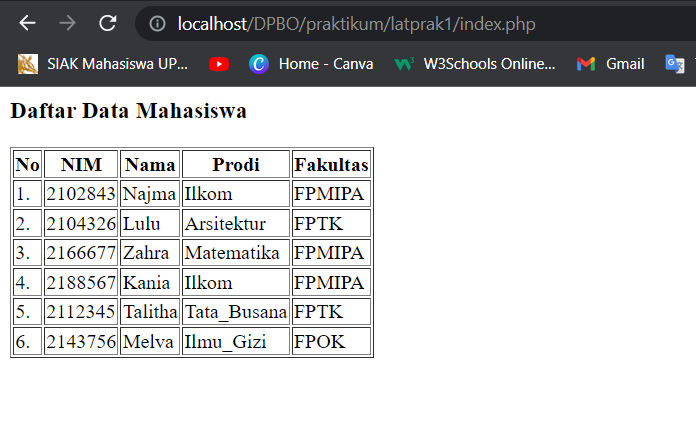 localhost/DPBO/praktikum/latprak1/index.php
SIAK Mahasiswa UP... Home - Canva W3Schools Online... Gmail
Daftar Data Mahasiswa
No NIM Nama Prodi Fakultas
1. 2102843 Najma Ilkom FPMIPA
2. 2104326 Lulu Arsitektur FPTK
3. 2166677 Zahra Matematika FPMIPA
4. 2188567 Kania Ilkom FPMIPA
5. 2112345 Talitha Tata_Busana FPTK
6. 2143756 Melva Ilmu_Gizi FPOK